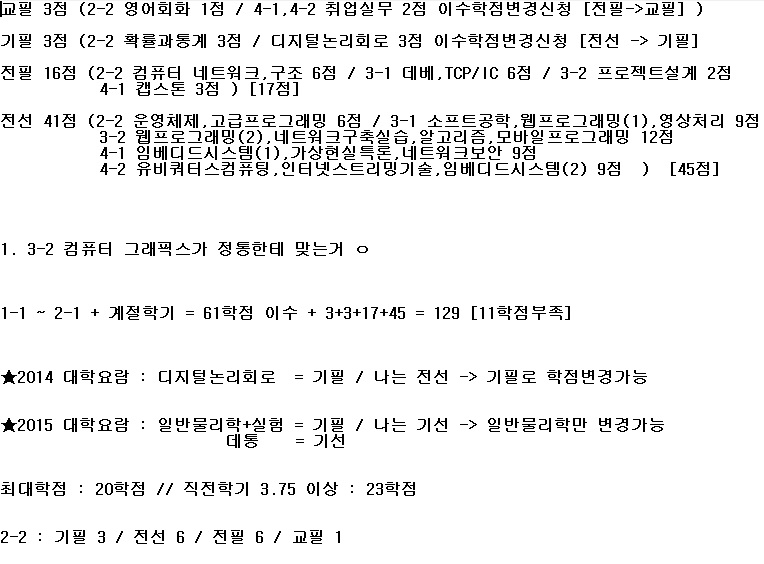 교필 3점 (2-2 영어회화 1점 / 4-1,4-2 취업실무 2점 이수학점변경신청 [전필->교필] )
기필 3점 (2-2 확률과통계 3점 / 디지털논리회로 3점 이수학점변경신청 [전선 -> 기필]
전필 16점 (2-2 컴퓨터 네트워크,구조 6점 / 3-1 데베,TCP/IC 6점 / 3-2 프로젝트설계 2점
4-1 캡스톤 3점 ) [17점]
전선 41점 (2-2 운영체제,고급프로그래밍 6점 / 3-1 소프트공학,웹프로그래밍(1),영상처리 9점
3-2 웹프로그래밍(2),네트워크구축실습,알고리즘,모바일프로그래밍 12점
4-1 임베디드시스템(1),가상현실특론,네트워크보안 9점
4-2 유비쿼터스컴퓨팅,인터넷스트리밍기술,임베디드시스템(2) 9점 ) [45점]
1. 3-2 컴퓨터 그래픽스가 정통한테 맞는거 ㅇ
1-1 ~ 2-1 + 계절학기 = 61학점 이수 + 3+3+17+45 = 129 [11학점부족]
★2014 대학요람 : 디지털논리회로 = 기필 / 나는 전선 -> 기필로 학점변경가능
★2015 대학요람 : 일반물리학+실험 = 기필 / 나는 기선 -> 일반물리학만 변경가능
데통 = 기선
최대학점 : 20학점 // 직전학기 3.75 이상 : 23학점
2-2 : 기필 3 / 전선 6 / 전필 6 / 교필 1